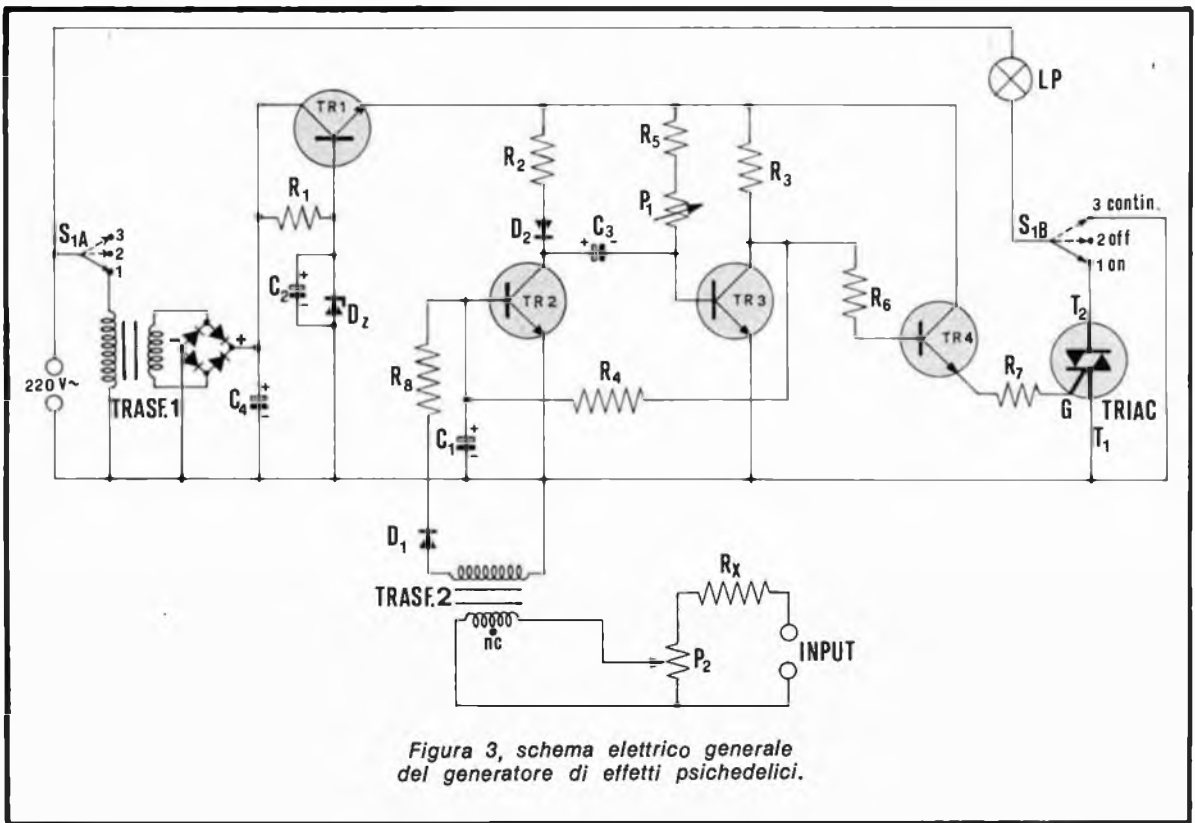 LP
TR1
R2
R5
R3
R1
P1
3 contin.
S1A
3
2
1
D2
C3
+
-
S1B
2 off
1 on
C2
+
-
DZ
TR2
TR3
R6
T2
TR4
-
+
R8
R4
R7
220 V~
TRASF.1
C4
+
-
G
TRIAC
C1
+
-
T1
D1
RX
TRASF.2
nc
P2
INPUT
Figura 3, schema elettrico generale
del generatore di effetti psichedelici.